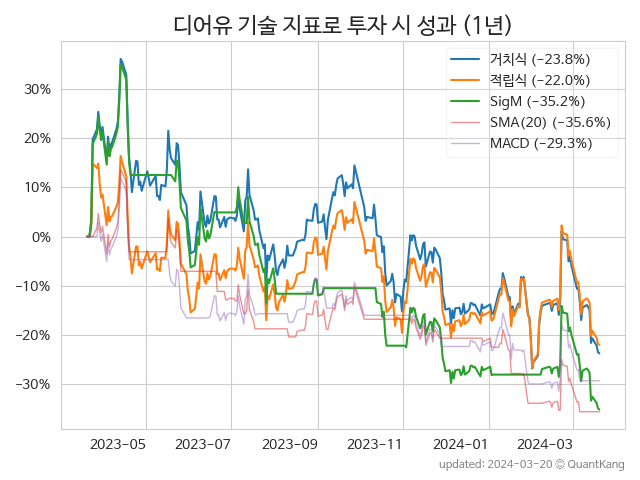 디어유 기술 지표로 투자 시 성과 (1년)
거치식 (−23.8%)
적립식 (−22.0%)
SigM (−35.2%)
SMA(20) (−35.6%)
MACD (−29.3%)
30%
20%
10%
0%
−10%
−20%
−30%
2023−05 2023−07 2023−09 2023−11 2024−01 2024−03
updated: 2024-03-20 © QuantKang